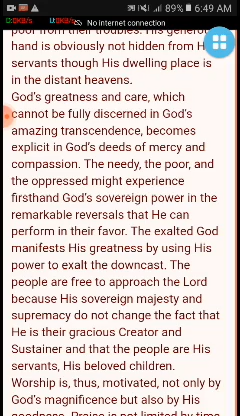 0:0KB/s U:0KB/s 89% 6:49 AM
No internet connection
poor from their troubles. His generous
hand is obviously not hidden from H
servants though His dwelling place is
in the distant heavens.
God's greatness and care, which
cannot be fully discerned in God's
amazing transcendence, becomes
explicit in God's deeds of mercy and
compassion. The needy, the poor, and
the oppressed might experience
firsthand God's sovereign power in the
remarkable reversals that He can
perform in their favor. The exalted God
manifests His greatness by using His
power to exalt the downcast. The
people are free to approach the Lord
because His sovereign majesty and
supremacy do not change the fact that
He is their gracious Creator and
Sustainer and that the people are His
servants, His beloved children.
Worship is, thus, motivated, not only by
God's magnificence but also by His
goodness. Praise is not limited by time